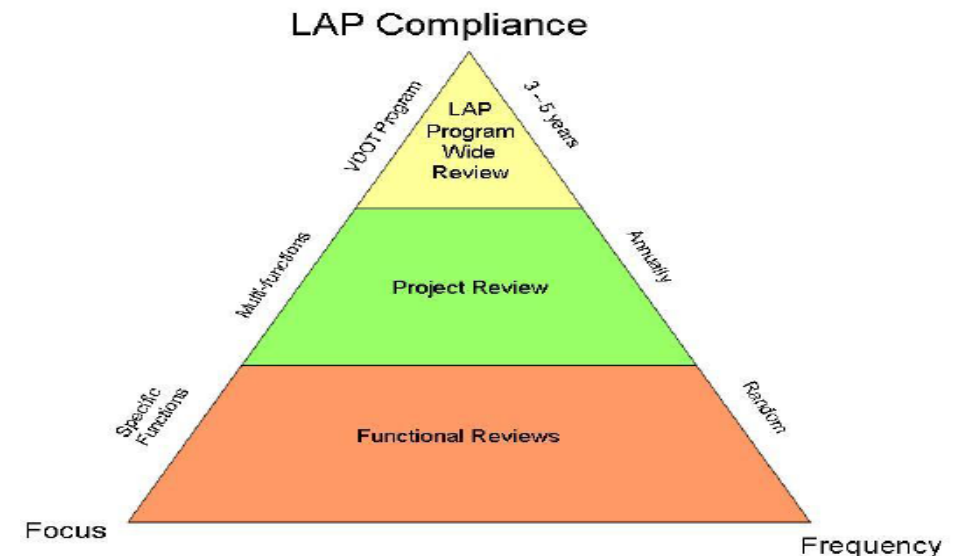 LAP Compliance
VDOT Program
3 – 5 years
LAP
Program
Wide
Review
Multi-functions
Annually
Project Review
Specific
Functions
Random
Functional Reviews
Focus
Frequency